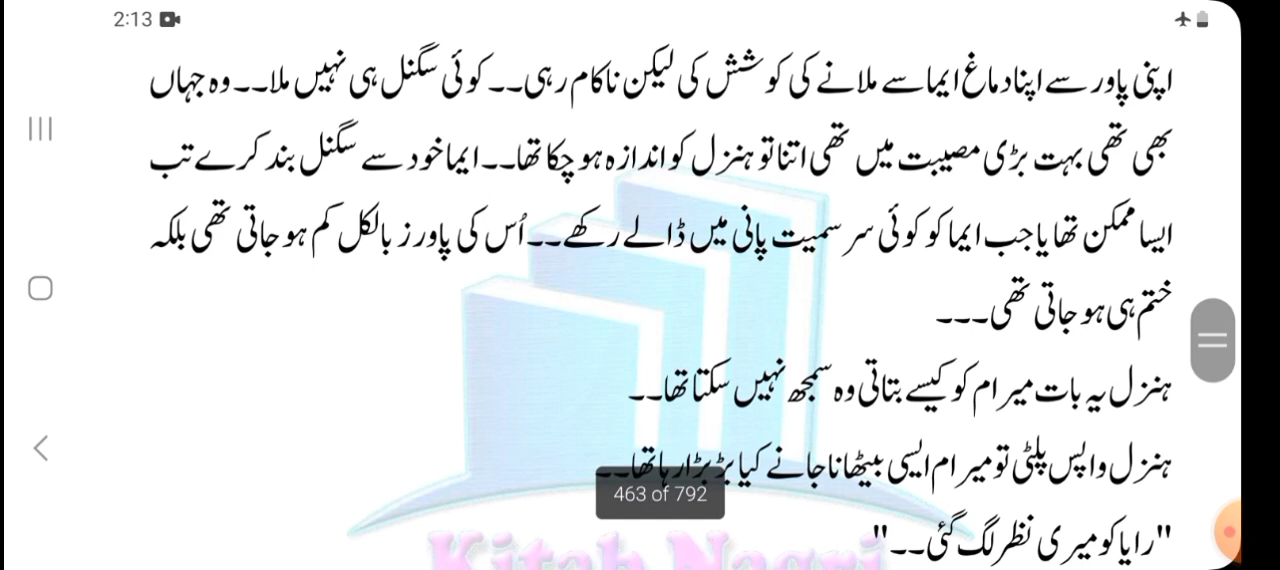 2:13
اپنی پاور سے اپنا دماغ ایما سے ملانے کی کوشش کی لیکن ناکام رہی۔۔ کوئی سگنل ہی نہیں ملا۔۔ وہ جہاں
بھی تھی بہت بڑی مصیبت میں تھی اتنا تو ہنزل کو اندازہ ہو چکا تھا۔۔ ایما خود سے سگنل بند کرے تب
ایسا ممکن تھا یا جب ایما کو کوئی سر سمیت پانی میں ڈالے رکھے۔۔ اُس کی پاورز بالکل کم ہو جاتی تھی بلکہ
ختم ہی ہو جاتی تھی۔۔۔
ہنزل یہ بات میرام کو کیسے بتاتی وہ سمجھ نہیں سکتا تھا۔۔
ہنزل واپس پلٹی تو میرام ایسی بیٹھا نا جانے کیا بڑبڑا رہا تھا۔۔
463 of 792
"رایا کو میری نظر لگ گئی۔۔"
Kitab Nagri